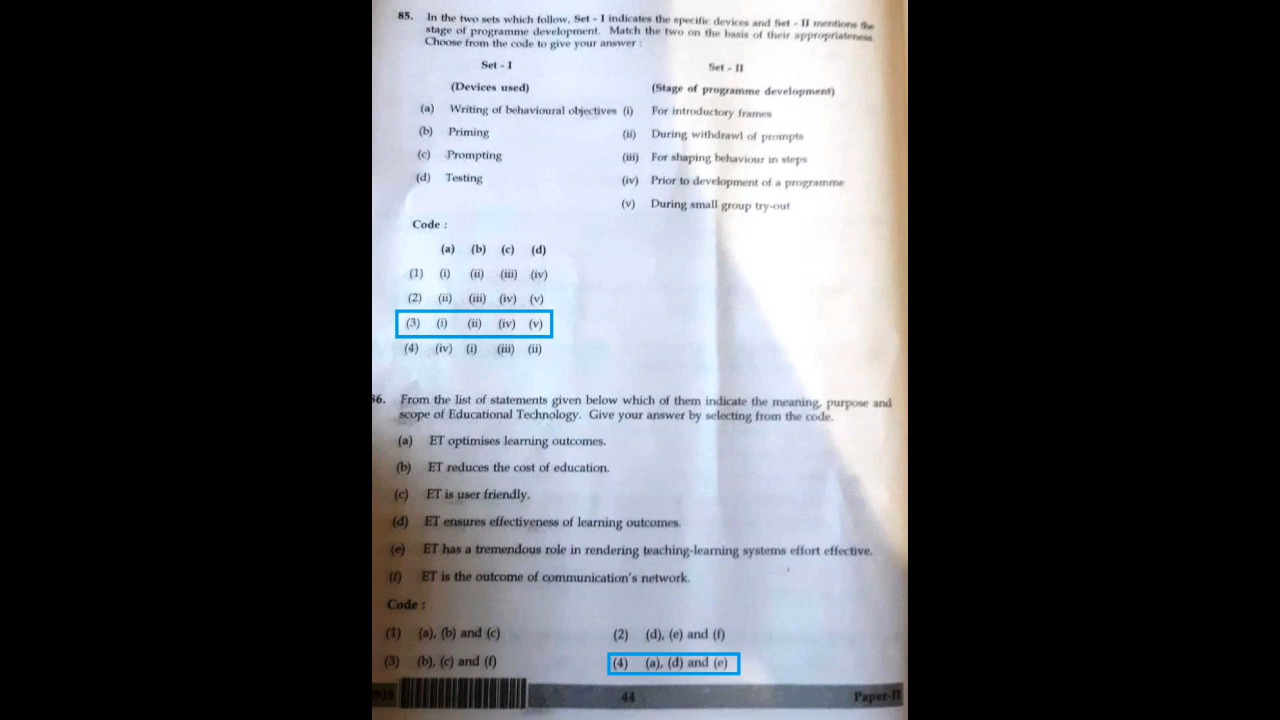 85. In the two sets which follow, Set - I indicates the specific devices and Set - II mentions the
stage of programme development. Match the two on the basis of their appropriateness.
Choose from the code to give your answer :
Set - I Set - II
(Devices used) (Stage of programme development)
(a) Writing of behavioural objectives (i) For introductory frames
(b) Priming (ii) During withdrawl of prompts
(c) Prompting (iii) For shaping behaviour in steps
(d) Testing (iv) Prior to development of a programme
(v) During small group try-out
Code :
(a) (b) (c) (d)
(1) (i) (ii) (iii) (iv)
(2) (ii) (iii) (iv) (v)
(3) (i) (ii) (iv) (v)
(4) (iv) (i) (iii) (ii)
86. From the list of statements given below which of them indicate the meaning, purpose and
scope of Educational Technology. Give your answer by selecting from the code.
(a) ET optimises learning outcomes.
(b) ET reduces the cost of education.
(c) ET is user friendly.
(d) ET ensures effectiveness of learning outcomes.
(e) ET has a tremendous role in rendering teaching-learning systems effort effective.
(f) ET is the outcome of communication's network.
Code :
(1) (a), (b) and (c) (2) (d), (e) and (f)
(3) (b), (c) and (f) (4) (a), (d) and (e)
44 Paper-II